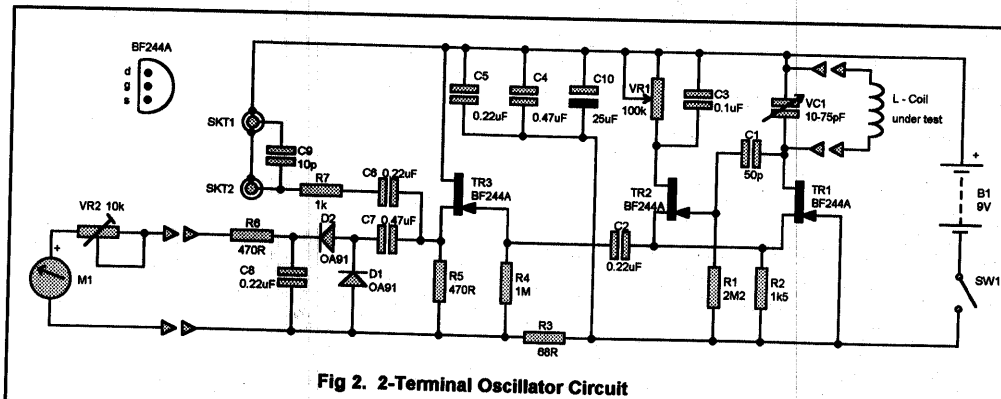 BF244A
d
g
s
SKT1
SKT2
C9
10p
R7
1k
C6 0.22uF
C7 0.47uF
VR2 10k
+
M1
R6
470R
C8
0.22uF
D2
OA91
D1
OA91
TR3
BF244A
R5
470R
R4
1M
R3
68R
C5
0.22uF
C4
0.47uF
C10
25uF
VR1
100k
C3
0.1uF
C1
50p
C2
0.22uF
TR2
BF244A
TR1
BF244A
R1
2M2
R2
1k5
VC1
10-75pF
L - Coil
under test
+
B1
9V
SW1
Fig 2. 2-Terminal Oscillator Circuit